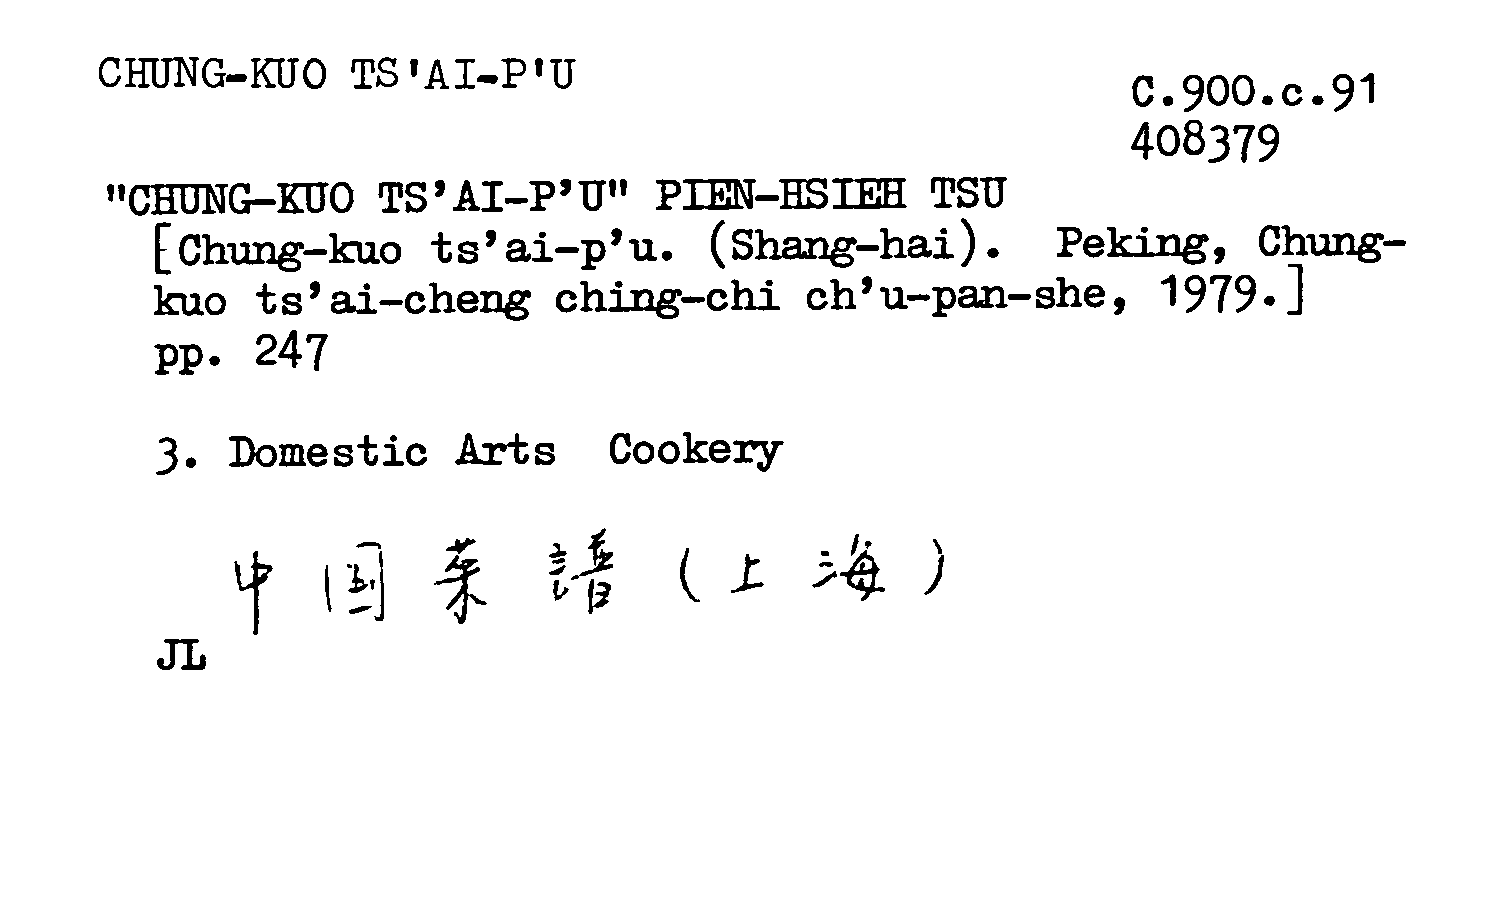 CHUNG-KUO TS'AI-P'U
C.900.c.91
408379
"CHUNG-KUO TS'AI-P'U" PIEN-HSIEH TSU
[Chung-kuo ts'ai-p'u. (Shang-hai). Peking, Chung-
kuo ts'ai-cheng ching-chi ch'u-pan-she, 1979.]
pp. 247
3. Domestic Arts Cookery
中国菜譜(上海)
JL